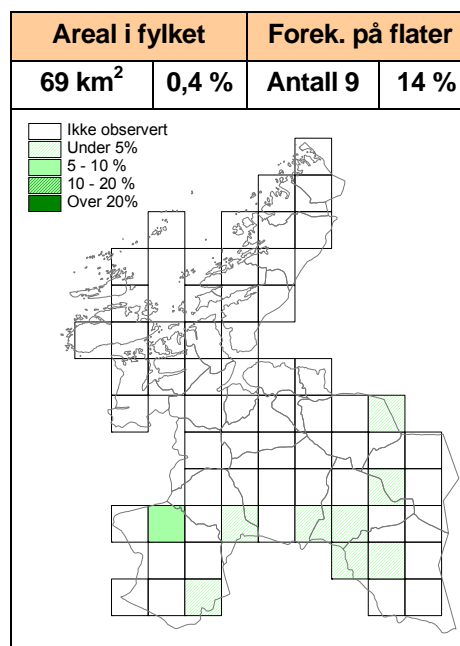 Areal i fylket Forek. på flater
69 km² 0,4 % Antall 9 14 %
Ikke observert
Under 5%
5 - 10 %
10 - 20 %
Over 20%